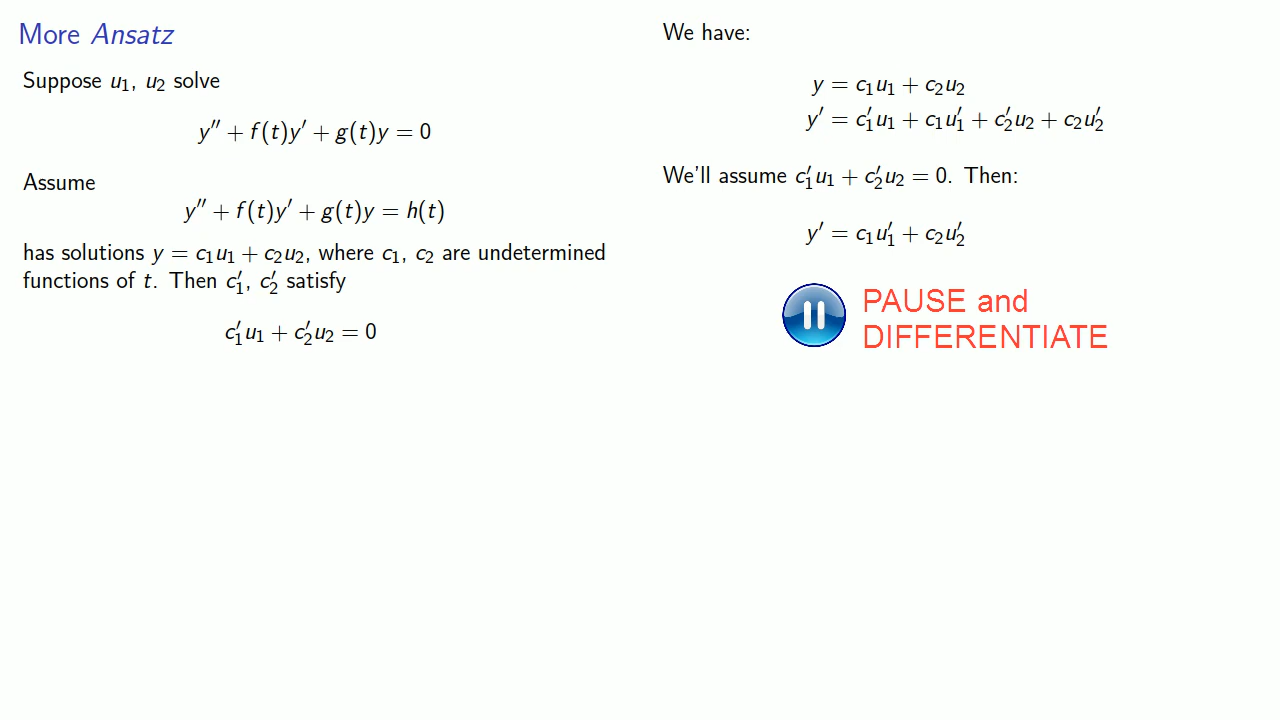 More Ansatz
Suppose u₁, u₂ solve
y″ + f(t)y′ + g(t)y = 0
Assume
y″ + f(t)y′ + g(t)y = h(t)
has solutions y = c₁u₁ + c₂u₂, where c₁, c₂ are undetermined
functions of t. Then c₁′, c₂′ satisfy
c₁′u₁ + c₂′u₂ = 0
We have:
y = c₁u₁ + c₂u₂
y′ = c₁′u₁ + c₁u₁′ + c₂′u₂ + c₂u₂′
We'll assume c₁′u₁ + c₂′u₂ = 0. Then:
y′ = c₁u₁′ + c₂u₂′
PAUSE and
DIFFERENTIATE